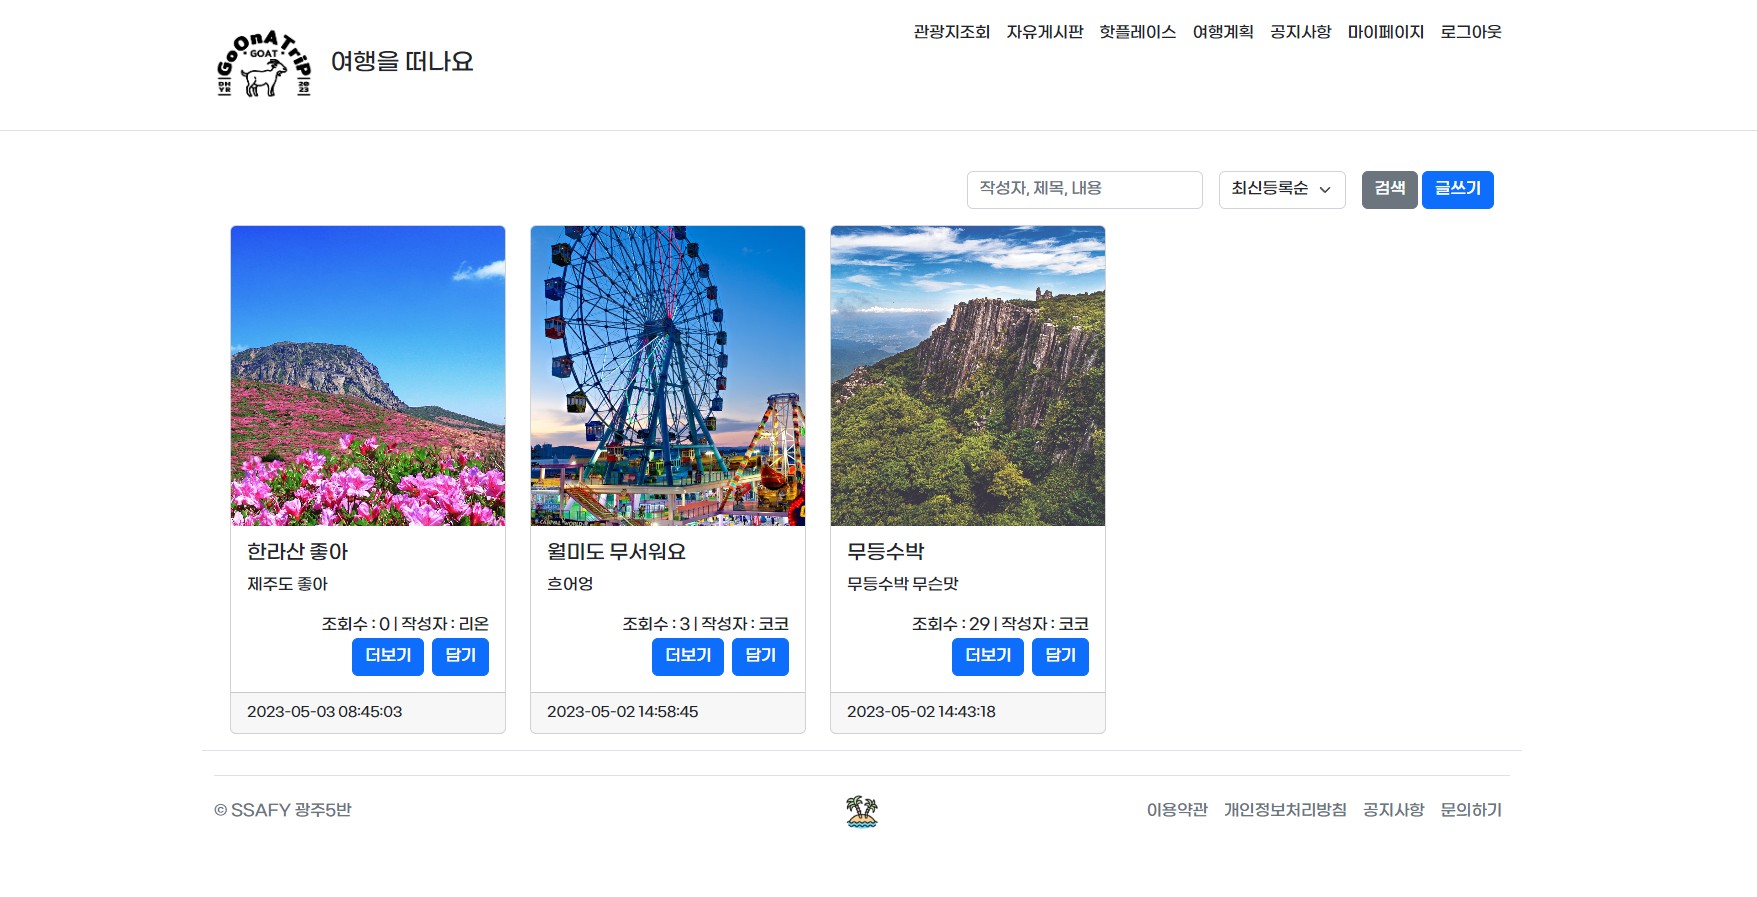 GoOnATriP
GOAT
DH
YR
20
23
여행을 떠나요
관광지조회 자유게시판 핫플레이스 여행계획 공지사항 마이페이지 로그아웃
작성자, 제목, 내용 최신등록순 검색 글쓰기
한라산 좋아
제주도 좋아
조회수 : 0 | 작성자 : 리온
더보기 담기
2023-05-03 08:45:03
월미도 무서워요
흐어엉
조회수 : 3 | 작성자 : 코코
더보기 담기
2023-05-02 14:58:45
무등수박
무등수박 무슨맛
조회수 : 29 | 작성자 : 코코
더보기 담기
2023-05-02 14:43:18
© SSAFY 광주5반
이용약관 개인정보처리방침 공지사항 문의하기